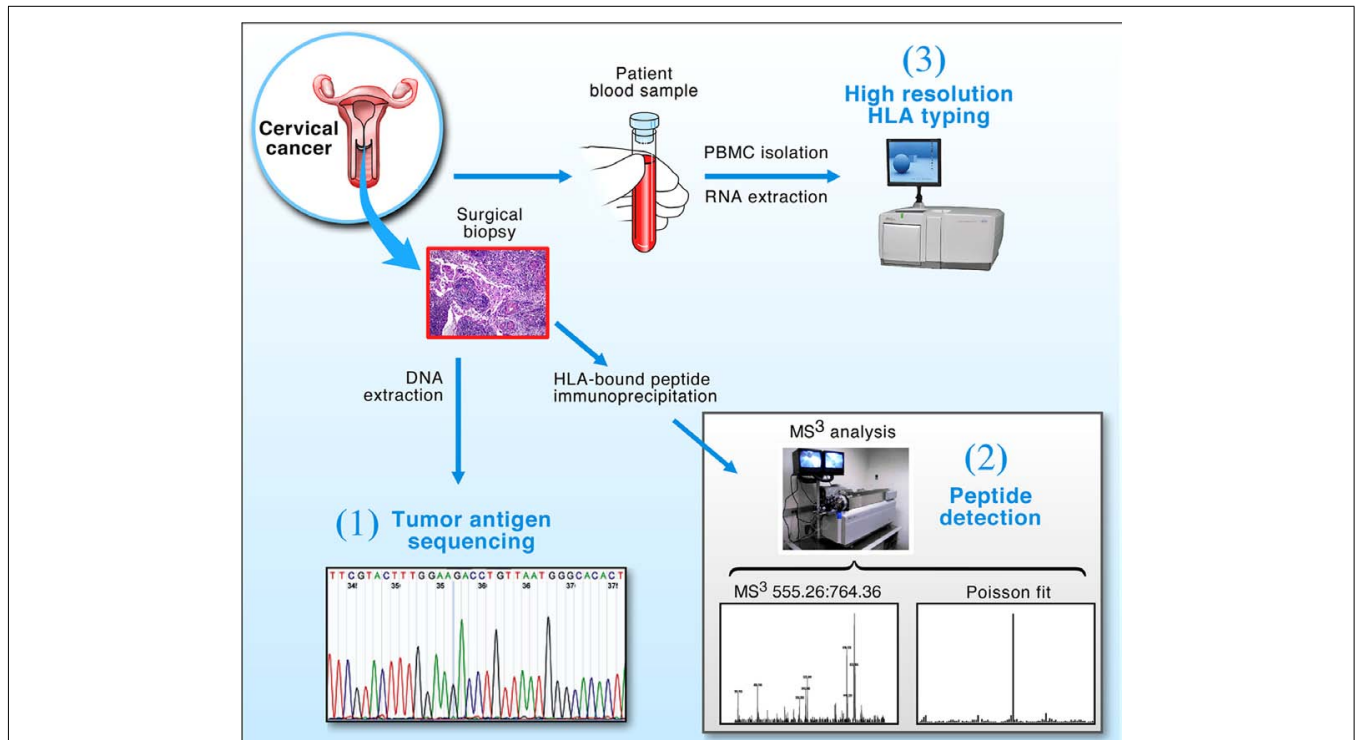 Cervical
cancer
Patient
blood sample
PBMC isolation
RNA extraction
(3)
High resolution
HLA typing
Surgical
biopsy
DNA
extraction
HLA-bound peptide
immunoprecipitation
(1) Tumor antigen
sequencing
TTCGTACTTTGGAAGACCTGTTAATGGGCACACT
MS³ analysis
(2)
Peptide
detection
MS³ 555.26:764.36
Poisson fit